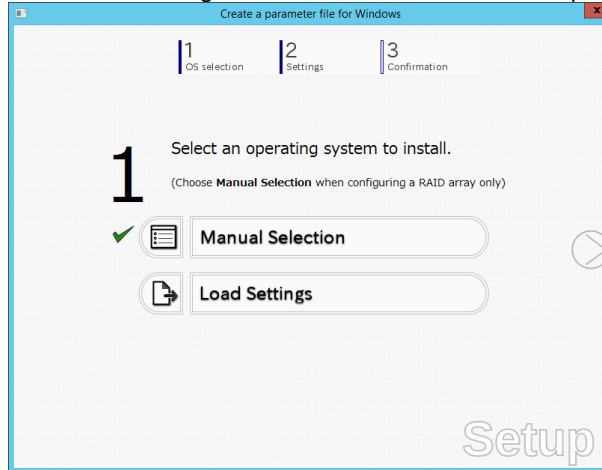 Create a parameter file for Windows
x
1
OS selection
2
Settings
3
Confirmation
1
Select an operating system to install.
(Choose Manual Selection when configuring a RAID array only)
Manual Selection
Load Settings
Setup